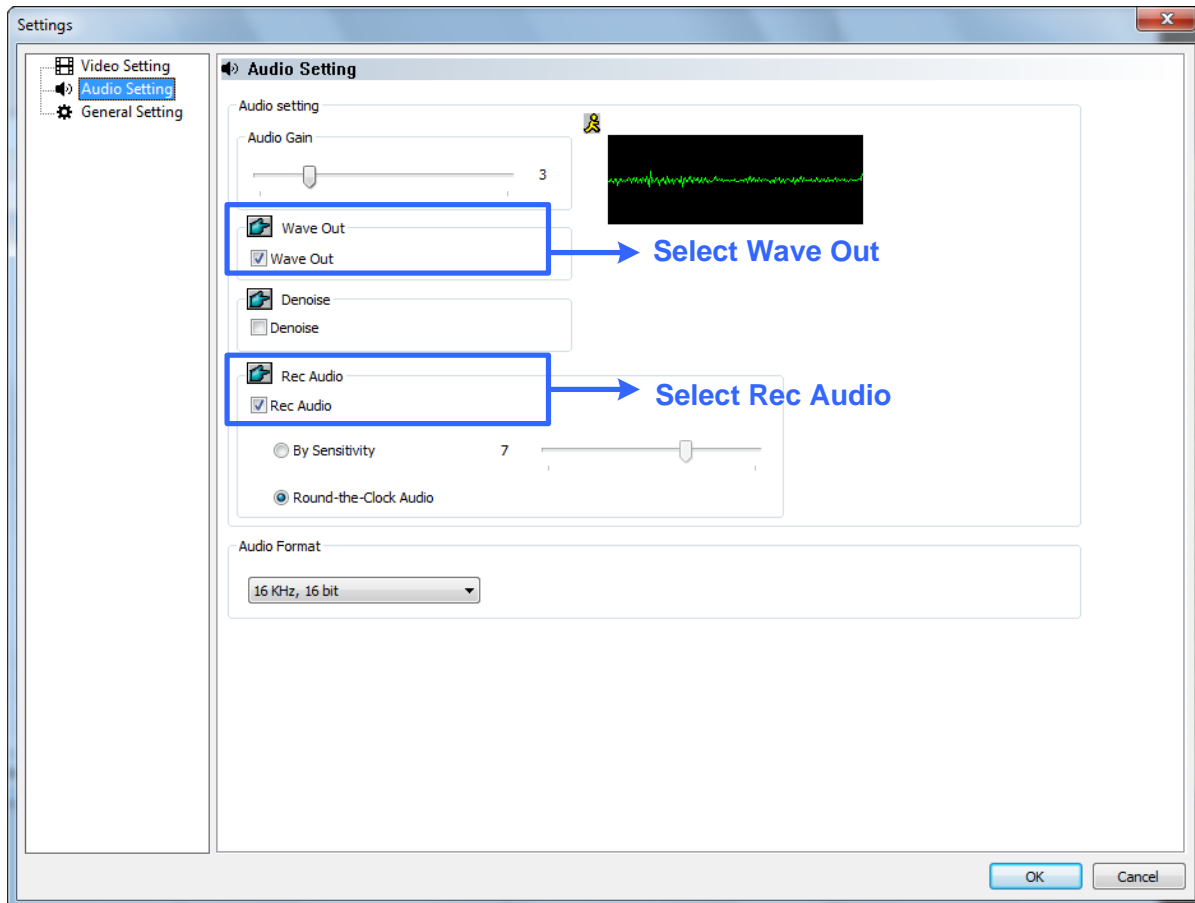 Settings
Video Setting
Audio Setting
General Setting
Audio Setting
Audio setting
Audio Gain
3
Wave Out
Wave Out
Select Wave Out
Denoise
Denoise
Rec Audio
Rec Audio
Select Rec Audio
By Sensitivity 7
Round-the-Clock Audio
Audio Format
16 KHz, 16 bit
OK Cancel